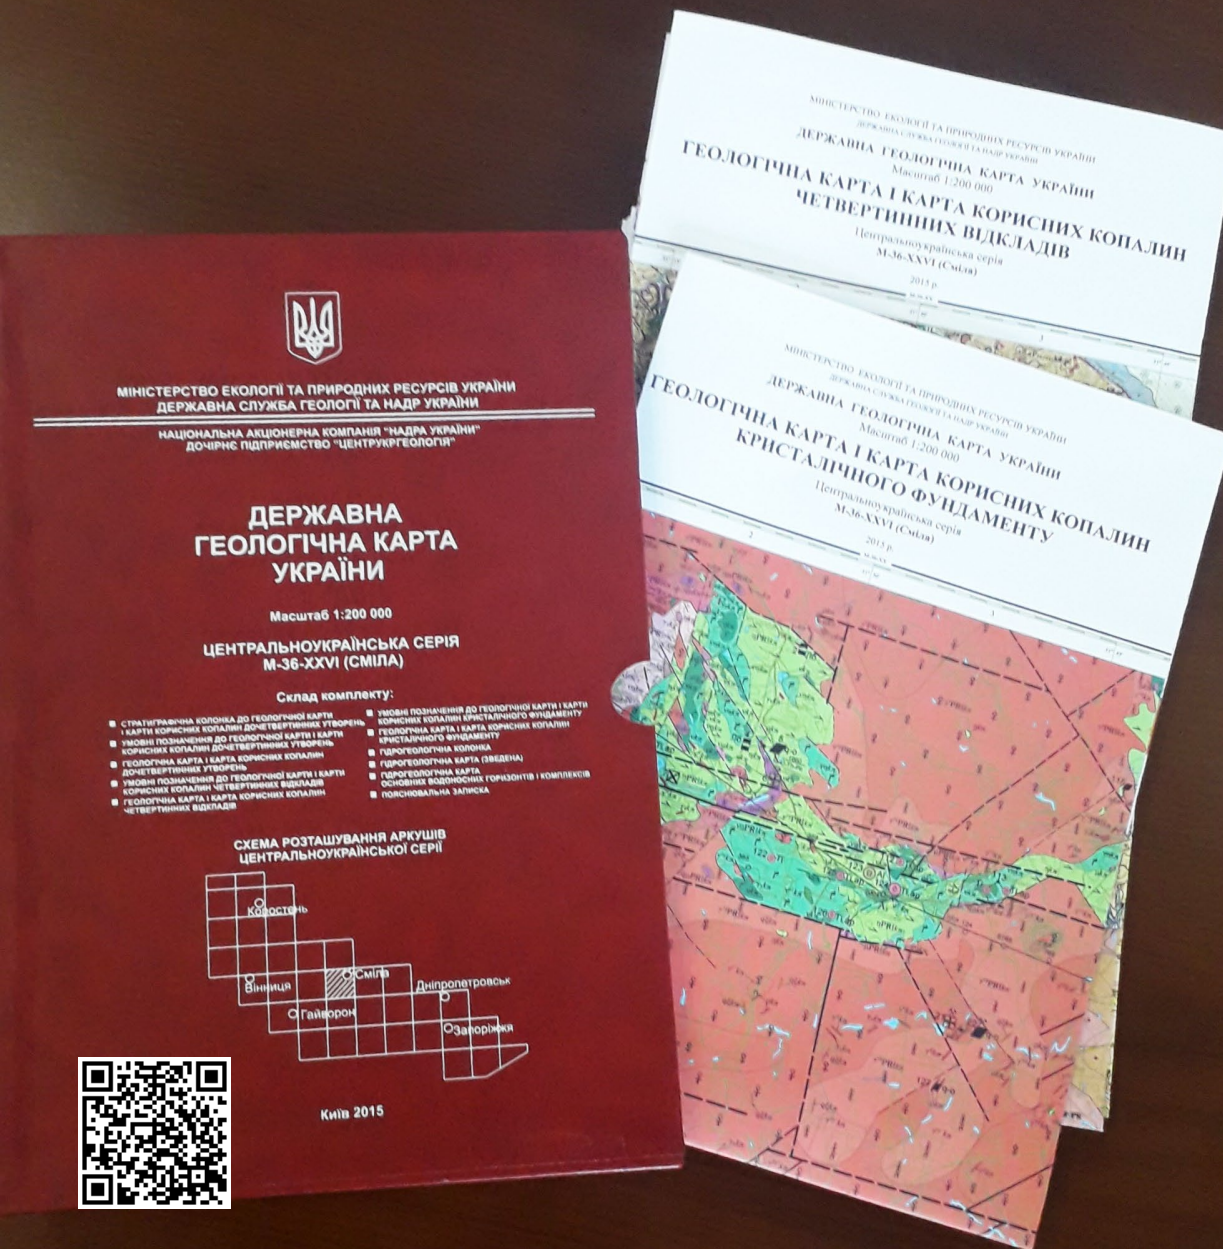 МІНІСТЕРСТВО ЕКОЛОГІЇ ТА ПРИРОДНИХ РЕСУРСІВ УКРАЇНИ
ДЕРЖАВНА СЛУЖБА ГЕОЛОГІЇ ТА НАДР УКРАЇНИ
НАЦІОНАЛЬНА АКЦІОНЕРНА КОМПАНІЯ "НАДРА УКРАЇНИ"
ДОЧІРНЄ ПІДПРИЄМСТВО "ЦЕНТРУКРГЕОЛОГІЯ"
ДЕРЖАВНА
ГЕОЛОГІЧНА КАРТА
УКРАЇНИ
Масштаб 1:200 000
ЦЕНТРАЛЬНОУКРАЇНСЬКА СЕРІЯ
М-36-XXVI (СМІЛА)
Склад комплекту:
СТРАТИГРАФІЧНА КОЛОНКА ДО ГЕОЛОГІЧНОЇ КАРТИ
І КАРТИ КОРИСНИХ КОПАЛИН ДОЧЕТВЕРТИННИХ УТВОРЕНЬ
УМОВНІ ПОЗНАЧЕННЯ ДО ГЕОЛОГІЧНОЇ КАРТИ І КАРТИ
КОРИСНИХ КОПАЛИН ДОЧЕТВЕРТИННИХ УТВОРЕНЬ
ГЕОЛОГІЧНА КАРТА І КАРТА КОРИСНИХ КОПАЛИН
ДОЧЕТВЕРТИННИХ УТВОРЕНЬ
УМОВНІ ПОЗНАЧЕННЯ ДО ГЕОЛОГІЧНОЇ КАРТИ І КАРТИ
КОРИСНИХ КОПАЛИН ЧЕТВЕРТИННИХ ВІДКЛАДІВ
ГЕОЛОГІЧНА КАРТА І КАРТА КОРИСНИХ КОПАЛИН
ЧЕТВЕРТИННИХ ВІДКЛАДІВ
УМОВНІ ПОЗНАЧЕННЯ ДО ГЕОЛОГІЧНОЇ КАРТИ І КАРТИ
КОРИСНИХ КОПАЛИН КРИСТАЛІЧНОГО ФУНДАМЕНТУ
ГЕОЛОГІЧНА КАРТА І КАРТА КОРИСНИХ КОПАЛИН
КРИСТАЛІЧНОГО ФУНДАМЕНТУ
ГІДРОГЕОЛОГІЧНА КОЛОНКА
ГІДРОГЕОЛОГІЧНА КАРТА (ЗВЕДЕНА)
ГІДРОГЕОЛОГІЧНА КАРТА
ОСНОВНИХ ВОДОНОСНИХ ГОРИЗОНТІВ І КОМПЛЕКСІВ
ПОЯСНЮВАЛЬНА ЗАПИСКА
СХЕМА РОЗТАШУВАННЯ АРКУШІВ
ЦЕНТРАЛЬНОУКРАЇНСЬКОЇ СЕРІЇ
Коростень
Сміла
Вінниця
Дніпропетровськ
Гайворон
Запоріжжя
Київ 2015
МІНІСТЕРСТВО ЕКОЛОГІЇ ТА ПРИРОДНИХ РЕСУРСІВ УКРАЇНИ
ДЕРЖАВНА СЛУЖБА ГЕОЛОГІЇ ТА НАДР УКРАЇНИ
ДЕРЖАВНА ГЕОЛОГІЧНА КАРТА УКРАЇНИ
Масштаб 1:200 000
ГЕОЛОГІЧНА КАРТА І КАРТА КОРИСНИХ КОПАЛИН
ЧЕТВЕРТИННИХ ВІДКЛАДІВ
Центральноукраїнська серія
М-36-XXVI (Сміла)
2015 р.
МІНІСТЕРСТВО ЕКОЛОГІЇ ТА ПРИРОДНИХ РЕСУРСІВ УКРАЇНИ
ДЕРЖАВНА СЛУЖБА ГЕОЛОГІЇ ТА НАДР УКРАЇНИ
ДЕРЖАВНА ГЕОЛОГІЧНА КАРТА УКРАЇНИ
Масштаб 1:200 000
ГЕОЛОГІЧНА КАРТА І КАРТА КОРИСНИХ КОПАЛИН
КРИСТАЛІЧНОГО ФУНДАМЕНТУ
Центральноукраїнська серія
М-36-XXVI (Сміла)
2015 р.